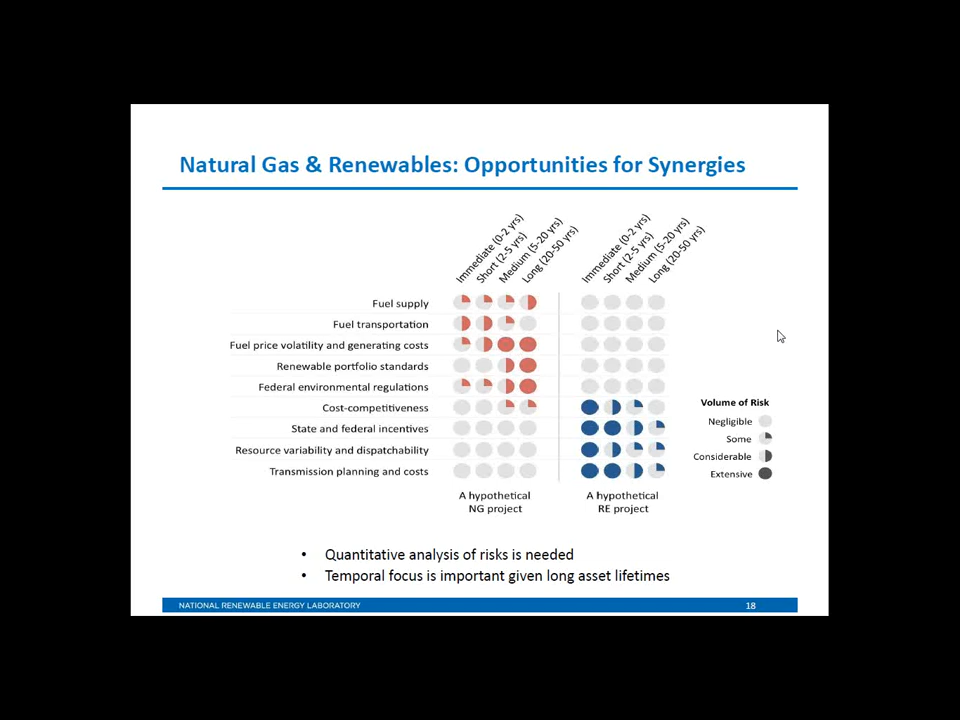 Natural Gas & Renewables: Opportunities for Synergies
Immediate (0-2 yrs)
Short (2-5 yrs)
Medium (5-20 yrs)
Long (20-50 yrs)
Immediate (0-2 yrs)
Short (2-5 yrs)
Medium (5-20 yrs)
Long (20-50 yrs)
Fuel supply
Fuel transportation
Fuel price volatility and generating costs
Renewable portfolio standards
Federal environmental regulations
Cost-competitiveness
State and federal incentives
Resource variability and dispatchability
Transmission planning and costs
Volume of Risk
Negligible
Some
Considerable
Extensive
A hypothetical
NG project
A hypothetical
RE project
• Quantitative analysis of risks is needed
• Temporal focus is important given long asset lifetimes
NATIONAL RENEWABLE ENERGY LABORATORY
18